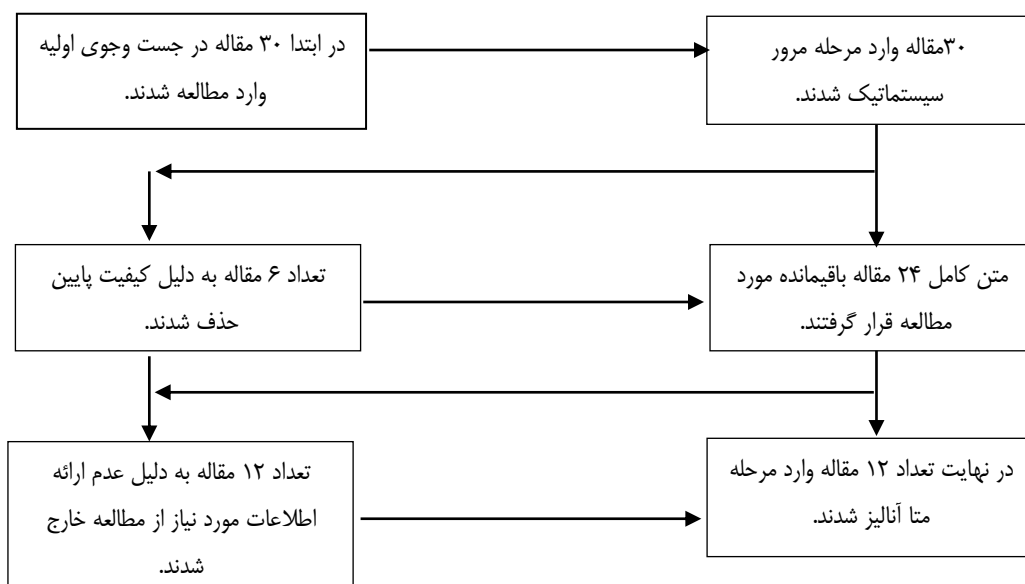 در ابتدا ۳۰ مقاله در جست وجوی اولیه
وارد مطالعه شدند.
۳۰مقاله وارد مرحله مرور
سیستماتیک شدند.
تعداد ۶ مقاله به دلیل کیفیت پایین
حذف شدند.
متن کامل ۲۴ مقاله باقیمانده مورد
مطالعه قرار گرفتند.
تعداد ۱۲ مقاله به دلیل عدم ارائه
اطلاعات مورد نیاز از مطالعه خارج
شدند.
در نهایت تعداد ۱۲ مقاله وارد مرحله
متا آنالیز شدند.